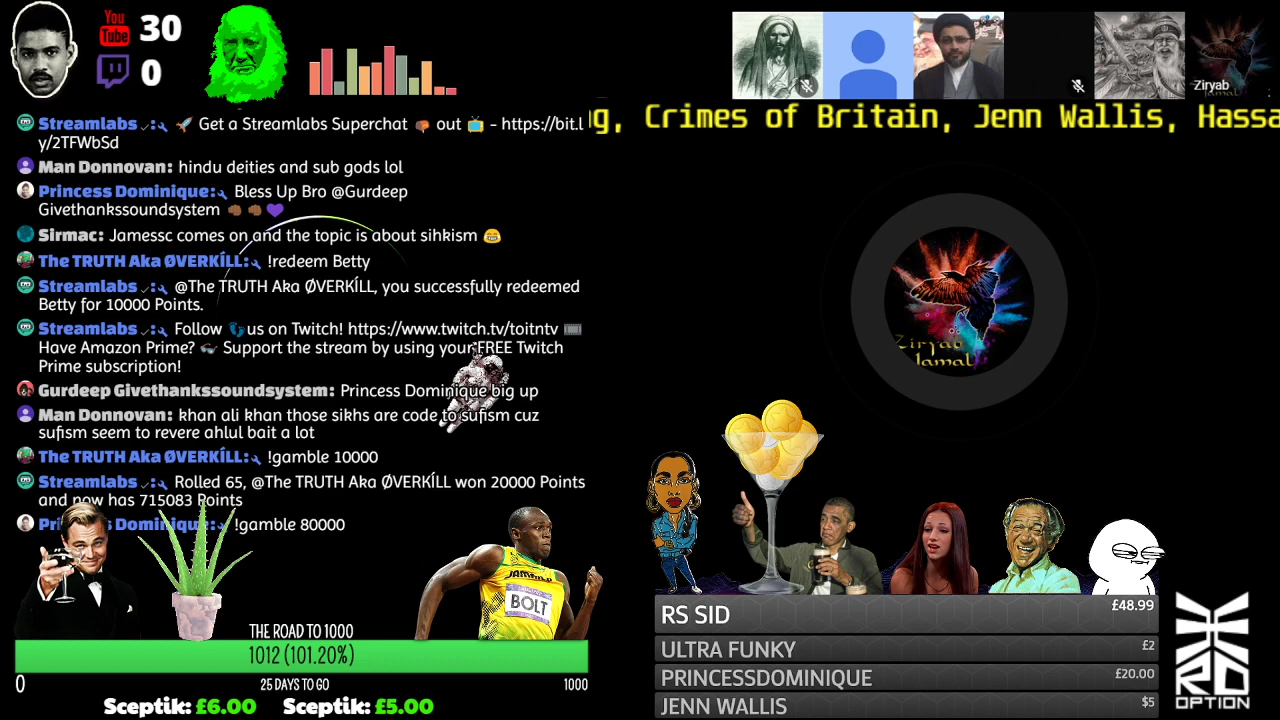 You
Tube 30
0
Ziryab
Jamal
g, Crimes of Britain, Jenn Wallis, Hassa
Streamlabs: Get a Streamlabs Superchat out - https://bit.l
y/2TFWbSd
Man Donnovan: hindu deities and sub gods lol
Princess Dominique: Bless Up Bro @Gurdeep
Givethankssoundsystem
Sirmac: Jamessc comes on and the topic is about sihkism
The TRUTH Aka ØVERKÍLL: !redeem Betty
Streamlabs: @The TRUTH Aka ØVERKÍLL, you successfully redeemed
Betty for 10000 Points.
Streamlabs: Follow us on Twitch! https://www.twitch.tv/toitntv
Have Amazon Prime? Support the stream by using your FREE Twitch
Prime subscription!
Gurdeep Givethankssoundsystem: Princess Dominique big up
Man Donnovan: khan ali khan those sikhs are code to sufism cuz
sufism seem to revere ahlul bait a lot
The TRUTH Aka ØVERKÍLL: !gamble 10000
Streamlabs: Rolled 65, @The TRUTH Aka ØVERKÍLL won 20000 Points
and now has 715083 Points
Princess Dominique: !gamble 80000
Ziryab
Jamal
JAMAICA
BOLT
THE ROAD TO 1000
1012 (101.20%)
0 25 DAYS TO GO 1000
Sceptik: £6.00 Sceptik: £5.00
RS SID £48.99
ULTRA FUNKY £2
PRINCESSDOMINIQUE £20.00
JENN WALLIS $5
OPTION